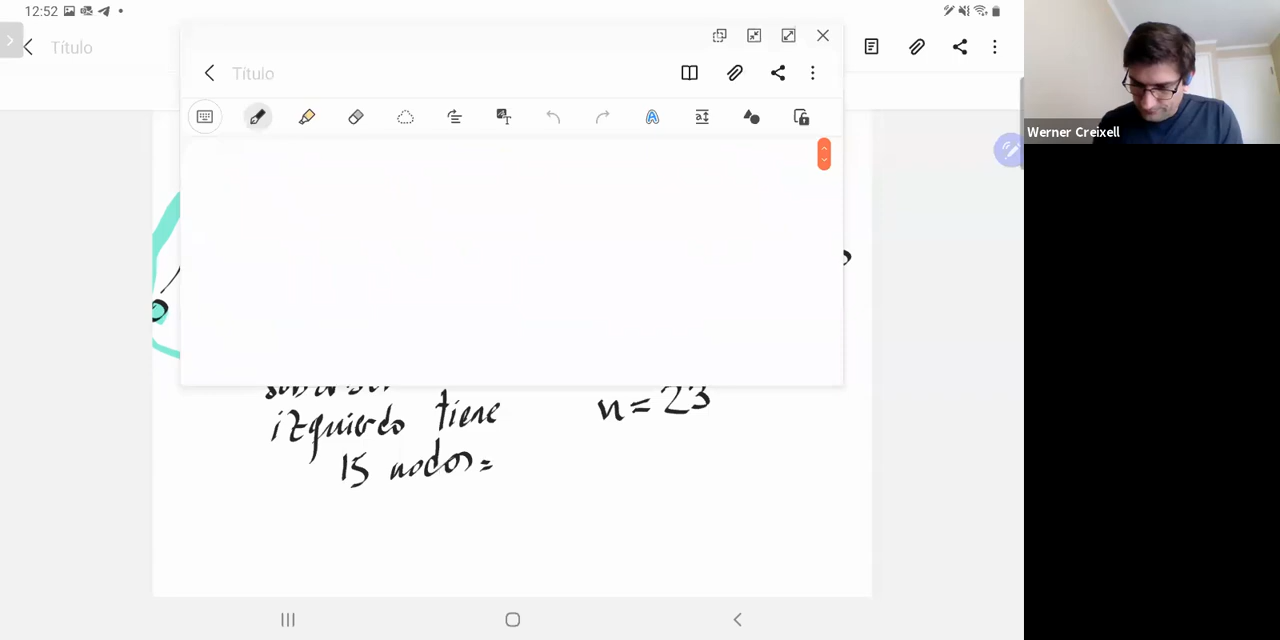 12:52
Título
Título
Werner Creixell
izquierdo tiene
n = 23
15 nodos =